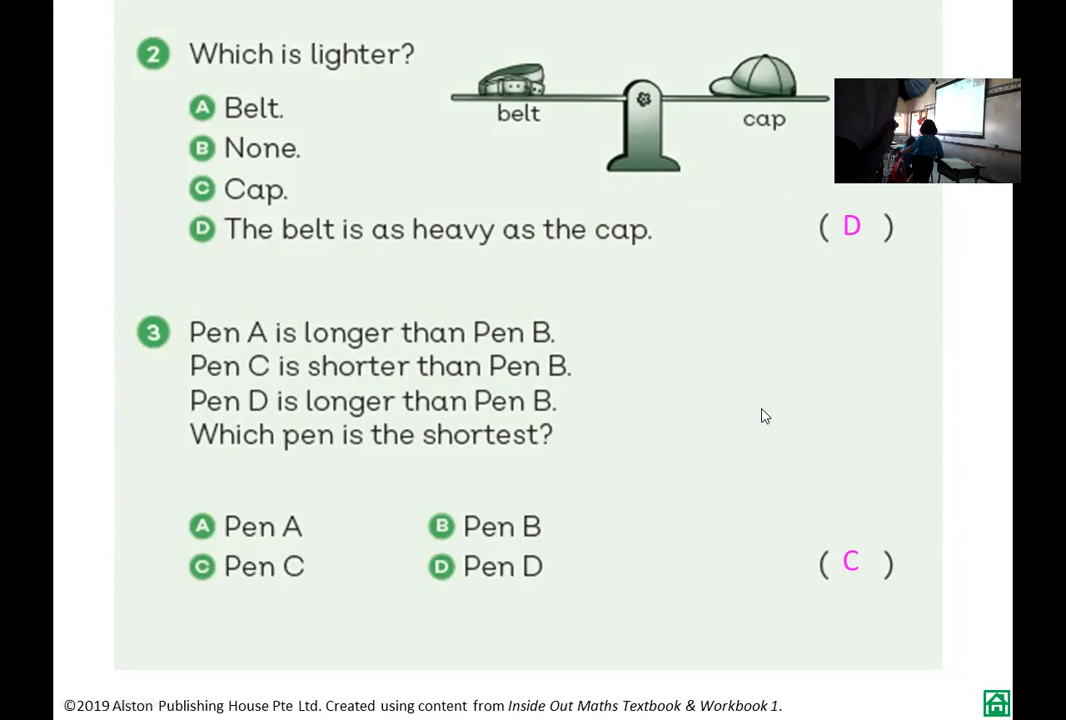 2 Which is lighter?
A Belt.
B None.
C Cap.
D The belt is as heavy as the cap.
belt
cap
( D )
3 Pen A is longer than Pen B.
Pen C is shorter than Pen B.
Pen D is longer than Pen B.
Which pen is the shortest?
A Pen A B Pen B
C Pen C D Pen D
( C )
©2019 Alston Publishing House Pte Ltd. Created using content from Inside Out Maths Textbook & Workbook 1.